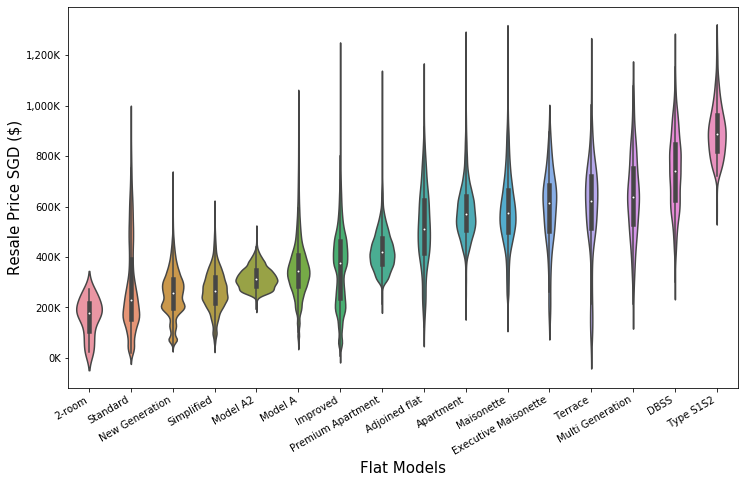 Resale Price SGD ($)
1,200K
1,000K
800K
600K
400K
200K
0K
2-room
Standard
New Generation
Simplified
Model A2
Model A
Improved
Premium Apartment
Adjoined flat
Apartment
Maisonette
Executive Maisonette
Terrace
Multi Generation
DBSS
Type S1S2
Flat Models